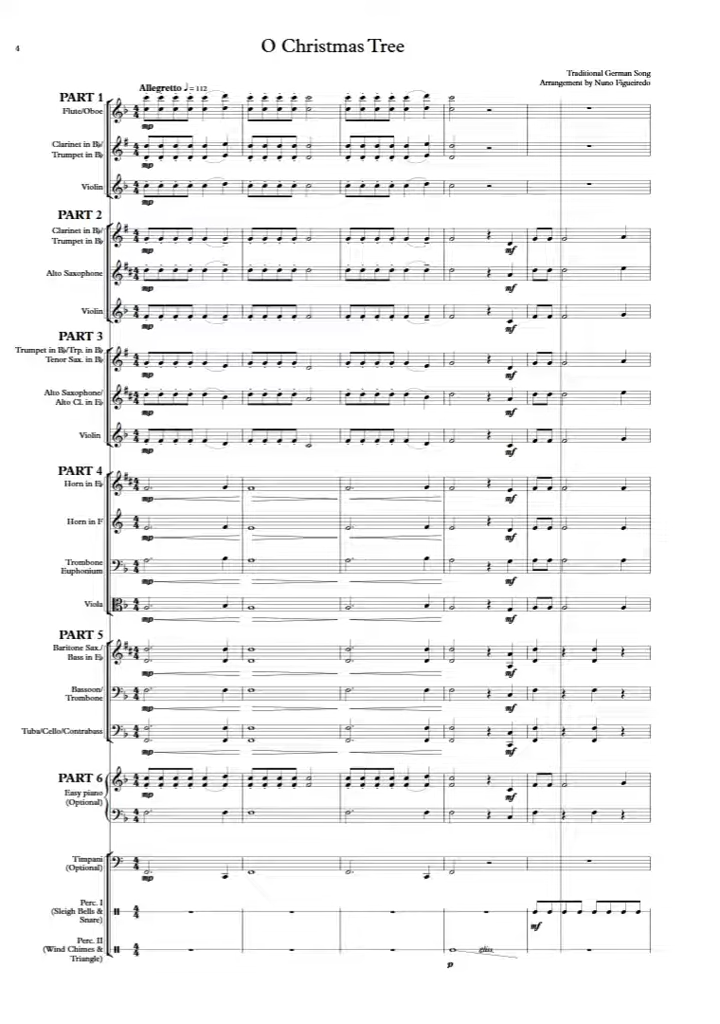 4
O Christmas Tree
Traditional German Song
Arrangement by Nuno Figueiredo
Allegretto ♩= 112
PART 1
Flute/Oboe
mp
Clarinet in B♭/
Trumpet in B♭
mp
Violin
mp
PART 2
Clarinet in B♭/
Trumpet in B♭
mp mf
Alto Saxophone
mp mf
Violin
mp mf
PART 3
Trumpet in B♭/Trp. in B♭
Tenor Sax. in B♭
mp mf
Alto Saxophone/
Alto Cl. in E♭
mp mf
Violin
mp mf
PART 4
Horn in E♭
mp mf
Horn in F
mp mf
Trombone
Euphonium
mp mf
Viola
mp mf
PART 5
Baritone Sax./
Bass in E♭
mp mf
Bassoon/
Trombone
mp mf
Tuba/Cello/Contrabass
mp mf
PART 6
Easy piano
(Optional)
mp mf
Timpani
(Optional)
mp
Perc. I
(Sleigh Bells &
Snare)
mf
Perc. II
(Wind Chimes &
Triangle)
p